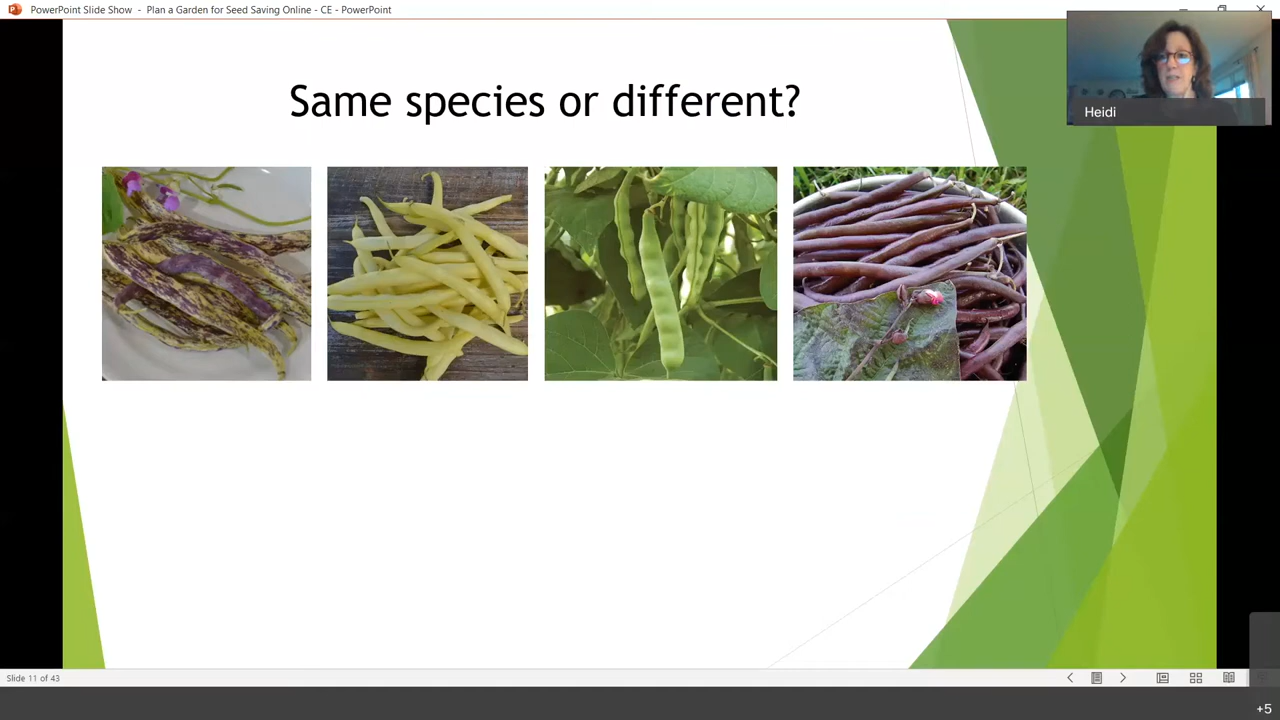 PowerPoint Slide Show - Plan a Garden for Seed Saving Online - CE - PowerPoint
Heidi
Same species or different?
Slide 11 of 43
+5